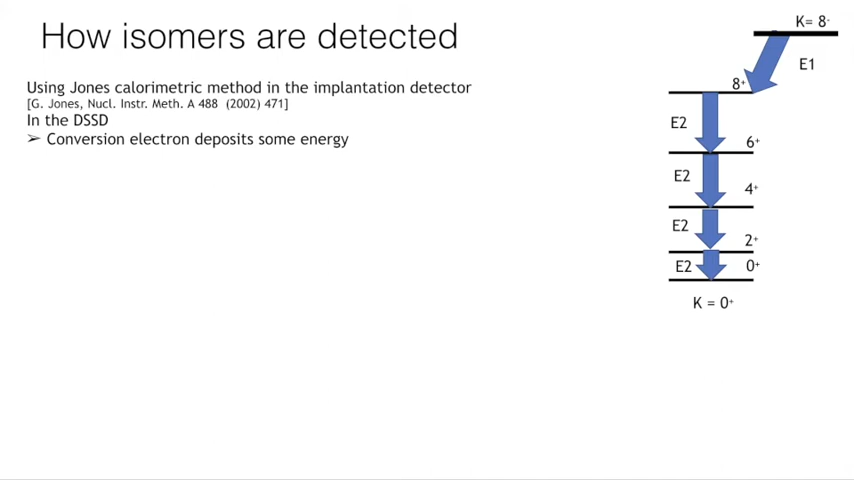 How isomers are detected
Using Jones calorimetric method in the implantation detector
[G. Jones, Nucl. Instr. Meth. A 488 (2002) 471]
In the DSSD
➢ Conversion electron deposits some energy
K= 8⁻
E1
8⁺
E2
6⁺
E2
4⁺
E2
2⁺
E2
0⁺
K = 0⁺